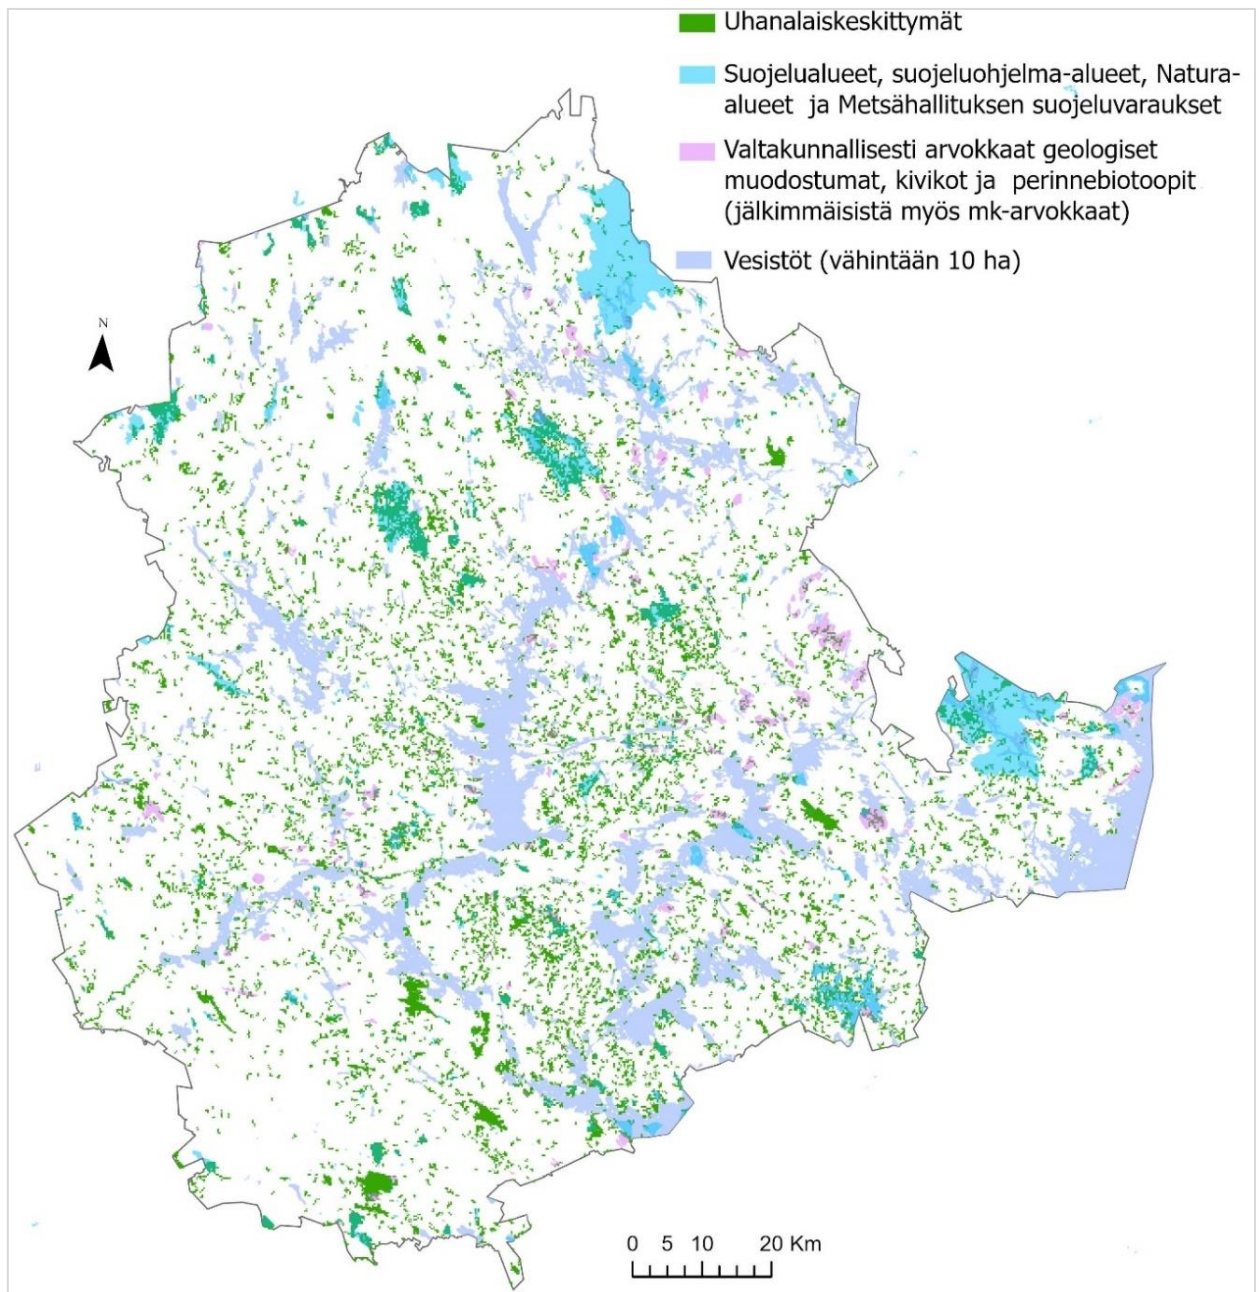 Uhanalaiskeskittymät
Suojelualueet, suojeluohjelma-alueet, Natura-
alueet ja Metsähallituksen suojeluvaraukset
Valtakunnallisesti arvokkaat geologiset
muodostumat, kivikot ja perinnebiotoopit
(jälkimmäisistä myös mk-arvokkaat)
Vesistöt (vähintään 10 ha)
N
0 5 10 20 Km